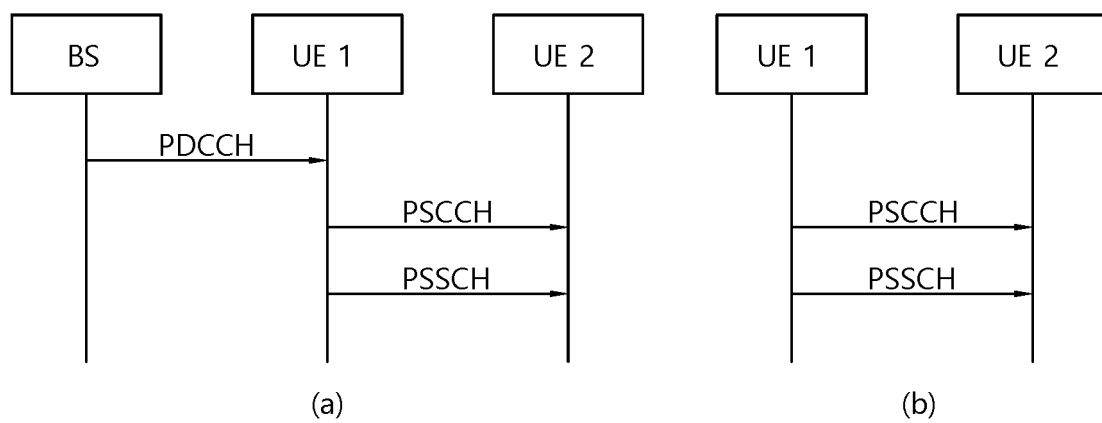 BS UE 1 UE 2 UE 1 UE 2
PDCCH
PSCCH PSCCH
PSSCH PSSCH
(a) (b)